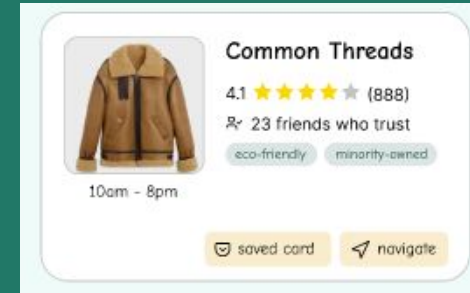 Common Threads
4.1 (888)
23 friends who trust
eco-friendly minority-owned
10am - 8pm
saved card navigate